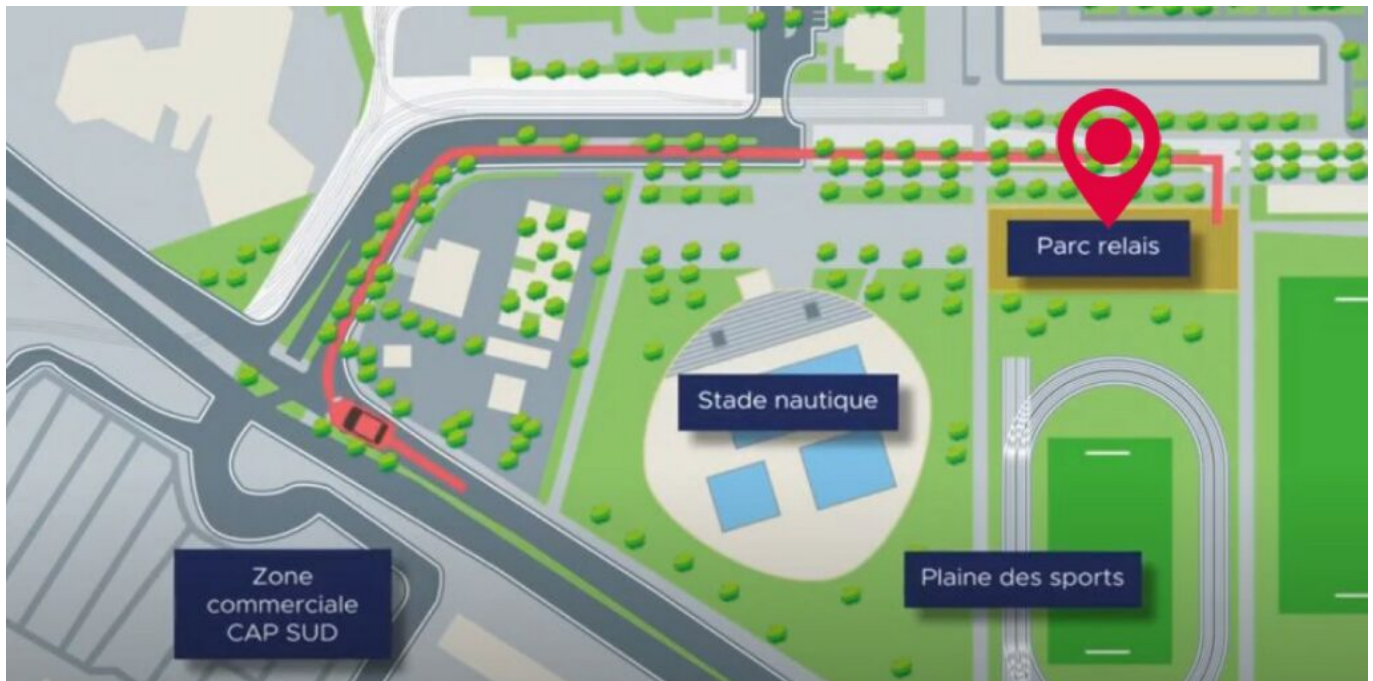 Parc relais
Stade nautique
Plaine des sports
Zone
commerciale
CAP SUD